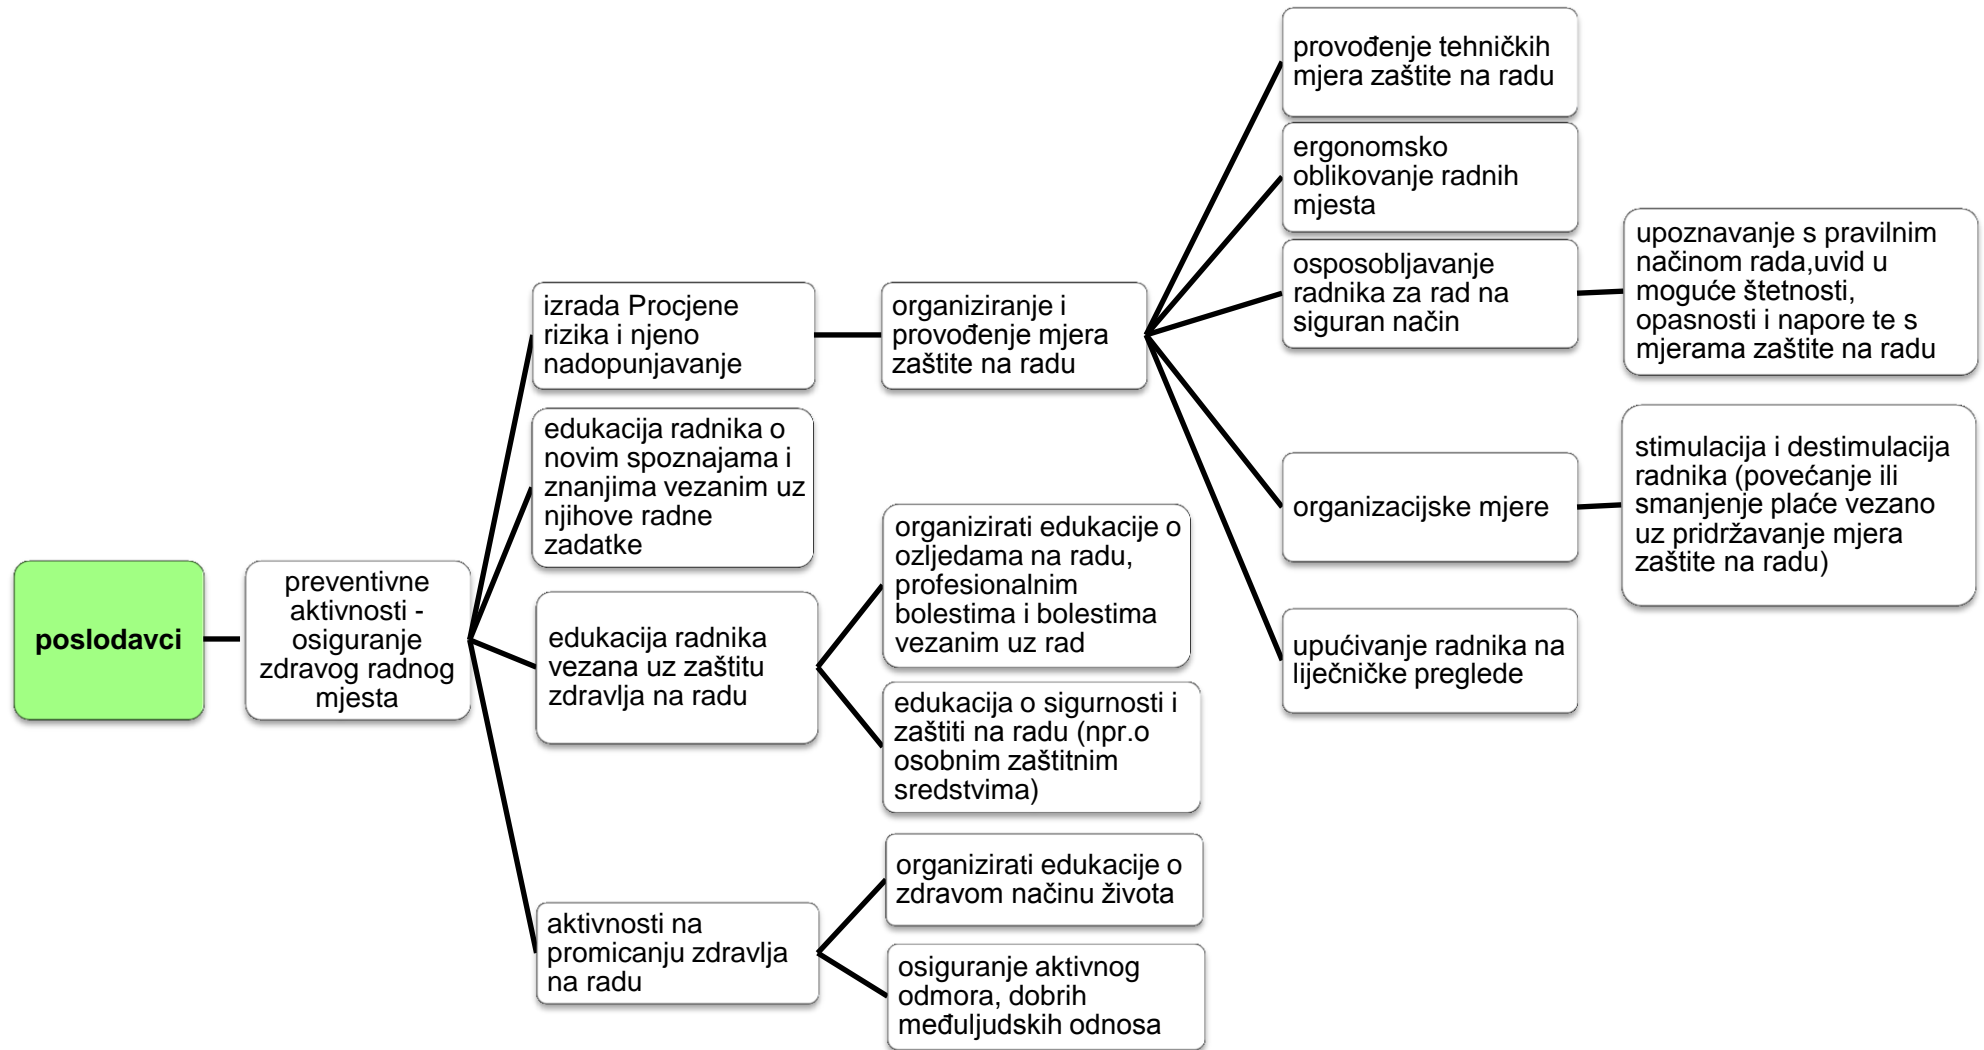 poslodavci
preventivne
aktivnosti -
osiguranje
zdravog radnog
mjesta
izrada Procjene
rizika i njeno
nadopunjavanje
organiziranje i
provođenje mjera
zaštite na radu
provođenje tehničkih
mjera zaštite na radu
ergonomsko
oblikovanje radnih
mjesta
osposobljavanje
radnika za rad na
siguran način
upoznavanje s pravilnim
načinom rada,uvid u
moguće štetnosti,
opasnosti i napore te s
mjerama zaštite na radu
organizacijske mjere
stimulacija i destimulacija
radnika (povećanje ili
smanjenje plaće vezano
uz pridržavanje mjera
zaštite na radu)
upućivanje radnika na
liječničke preglede
edukacija radnika o
novim spoznajama i
znanjima vezanim uz
njihove radne
zadatke
edukacija radnika
vezana uz zaštitu
zdravlja na radu
organizirati edukacije o
ozljedama na radu,
profesionalnim
bolestima i bolestima
vezanim uz rad
edukacija o sigurnosti i
zaštiti na radu (npr.o
osobnim zaštitnim
sredstvima)
aktivnosti na
promicanju zdravlja
na radu
organizirati edukacije o
zdravom načinu života
osiguranje aktivnog
odmora, dobrih
međuljudskih odnosa